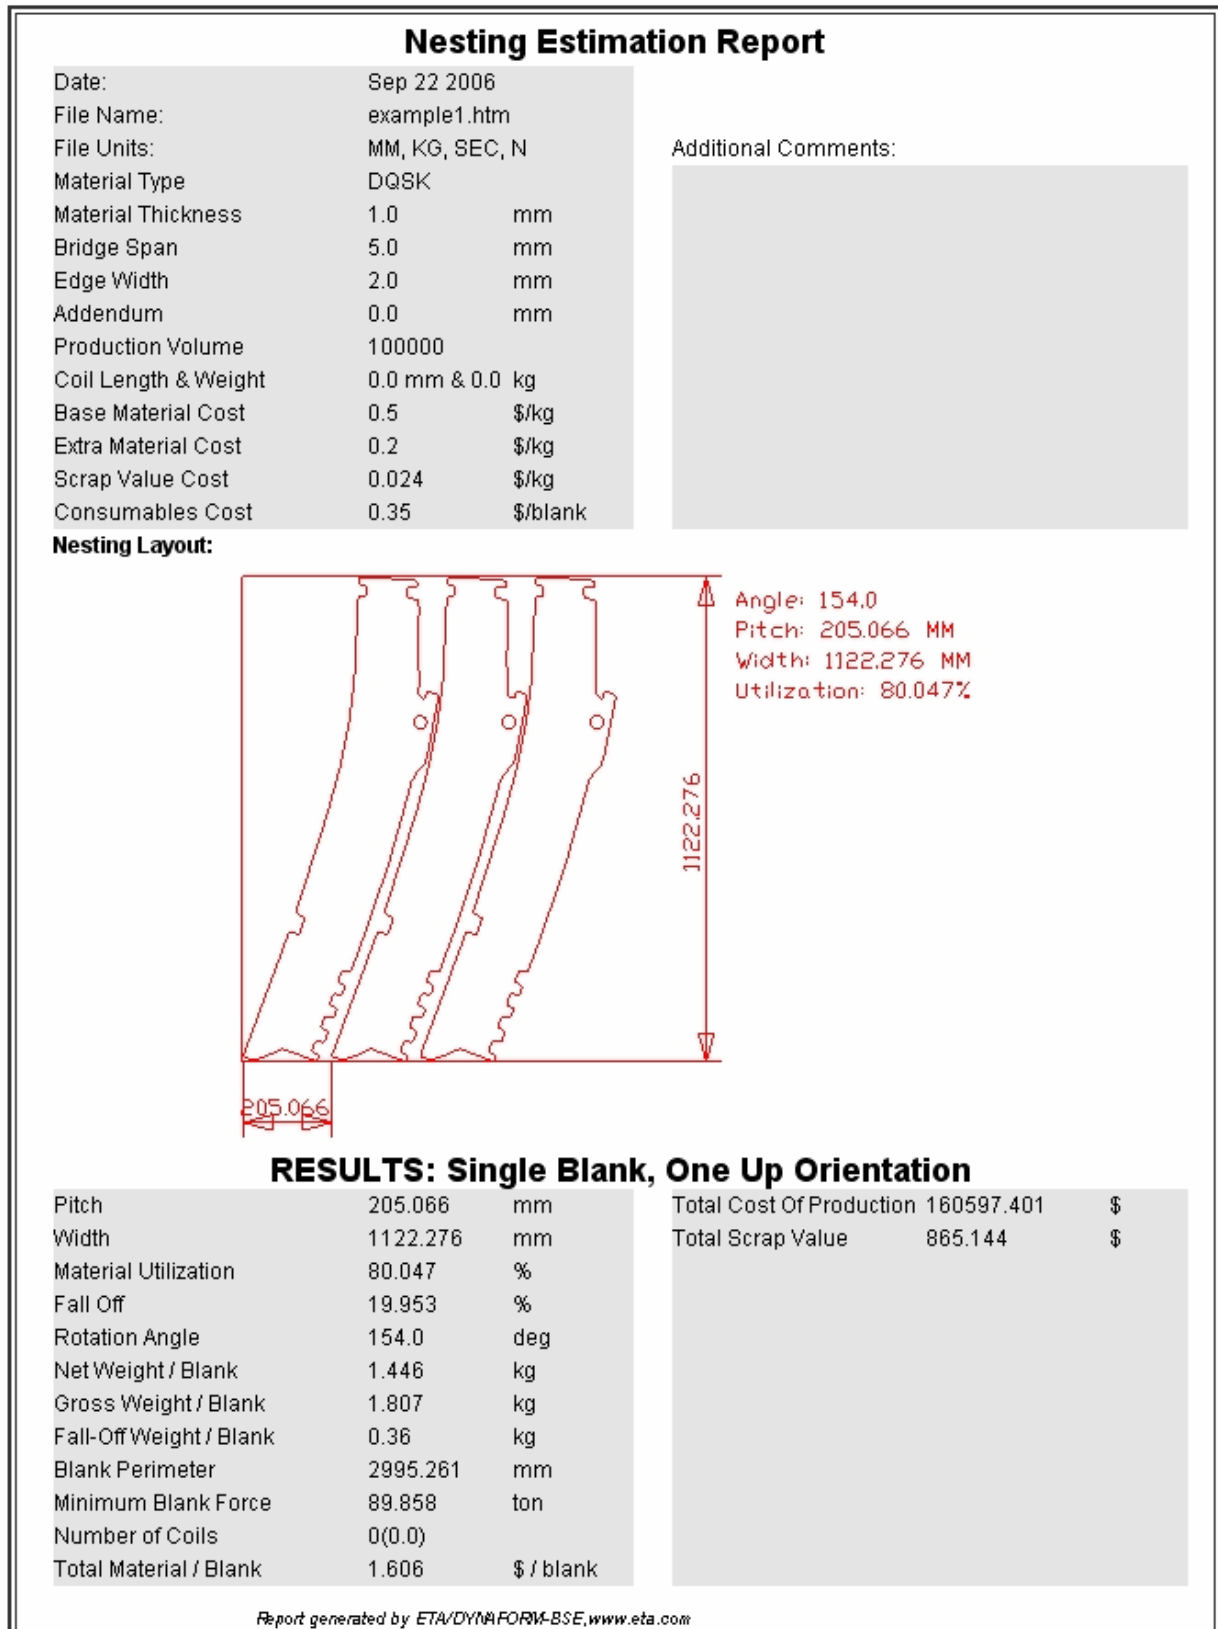 Nesting Estimation Report
Date: Sep 22 2006
File Name: example1.htm
File Units: MM, KG, SEC, N
Additional Comments:
Material Type DQSK
Material Thickness 1.0 mm
Bridge Span 5.0 mm
Edge Width 2.0 mm
Addendum 0.0 mm
Production Volume 100000
Coil Length & Weight 0.0 mm & 0.0 kg
Base Material Cost 0.5 $/kg
Extra Material Cost 0.2 $/kg
Scrap Value Cost 0.024 $/kg
Consumables Cost 0.35 $/blank
Nesting Layout:
Angle: 154.0
Pitch: 205.066 MM
Width: 1122.276 MM
Utilization: 80.047%
1122.276
205.066
RESULTS: Single Blank, One Up Orientation
Pitch 205.066 mm
Width 1122.276 mm
Material Utilization 80.047 %
Fall Off 19.953 %
Rotation Angle 154.0 deg
Net Weight / Blank 1.446 kg
Gross Weight / Blank 1.807 kg
Fall-Off Weight / Blank 0.36 kg
Blank Perimeter 2995.261 mm
Minimum Blank Force 89.858 ton
Number of Coils 0(0.0)
Total Material / Blank 1.606 $ / blank
Total Cost Of Production 160597.401 $
Total Scrap Value 865.144 $
Report generated by ETA/DYNAFORM-BSE,www.eta.com